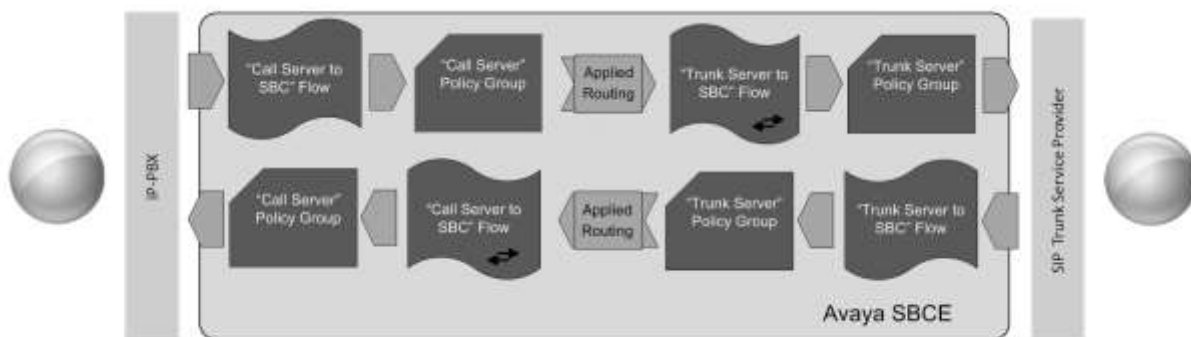 IP-PBX
"Call Server to
SBC" Flow
"Call Server"
Policy Group
Applied
Routing
"Trunk Server to
SBC" Flow
"Trunk Server"
Policy Group
"Call Server"
Policy Group
"Call Server to
SBC" Flow
Applied
Routing
"Trunk Server"
Policy Group
"Trunk Server to
SBC" Flow
SIP Trunk Service Provider
Avaya SBCE